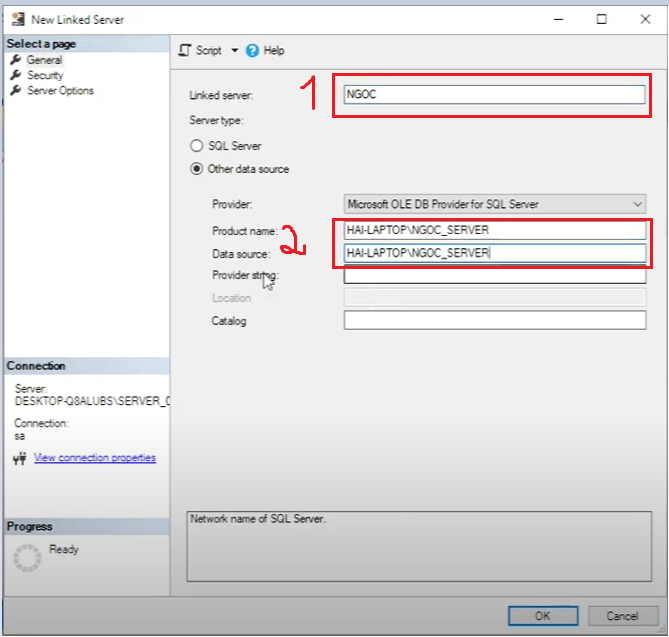 New Linked Server
Select a page
General
Security
Server Options
Script
Help
Linked server:
1
NGOC
Server type:
SQL Server
Other data source
Provider:
Microsoft OLE DB Provider for SQL Server
Product name:
HAI-LAPTOP\NGOC_SERVER
2
Data source:
HAI-LAPTOP\NGOC_SERVER
Provider string:
Location
Catalog
Connection
Server:
DESKTOP-Q8ALUBS\SERVER_
Connection:
sa
View connection properties
Progress
Ready
Network name of SQL Server.
OK
Cancel